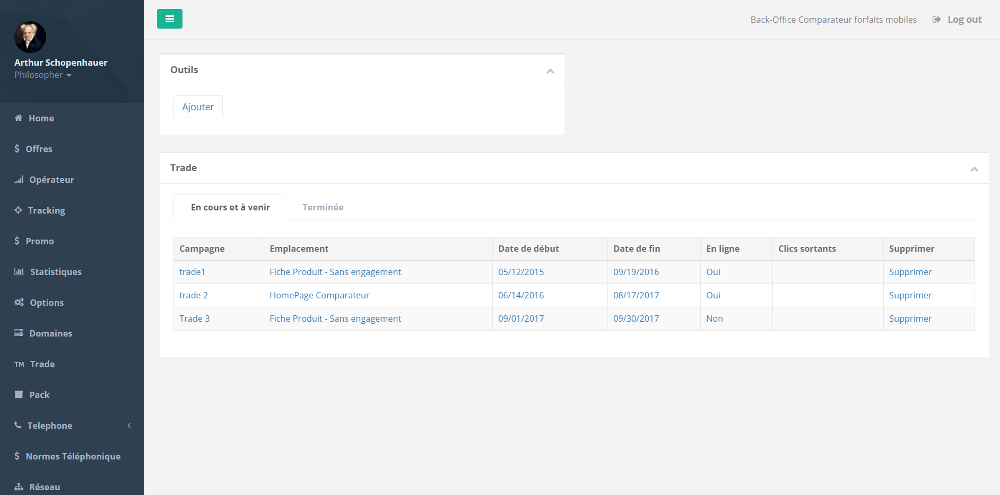 Arthur Schopenhauer
Philosopher
Home
Offres
Opérateur
Tracking
Promo
Statistiques
Options
Domaines
TM Trade
Pack
Telephone
Normes Téléphonique
Réseau
Back-Office Comparateur forfaits mobiles Log out
Outils
Ajouter
Trade
En cours et à venir Terminée
Campagne Emplacement Date de début Date de fin En ligne Clics sortants Supprimer
trade1 Fiche Produit - Sans engagement 05/12/2015 09/19/2016 Oui Supprimer
trade 2 HomePage Comparateur 06/14/2016 08/17/2017 Oui Supprimer
Trade 3 Fiche Produit - Sans engagement 09/01/2017 09/30/2017 Non Supprimer